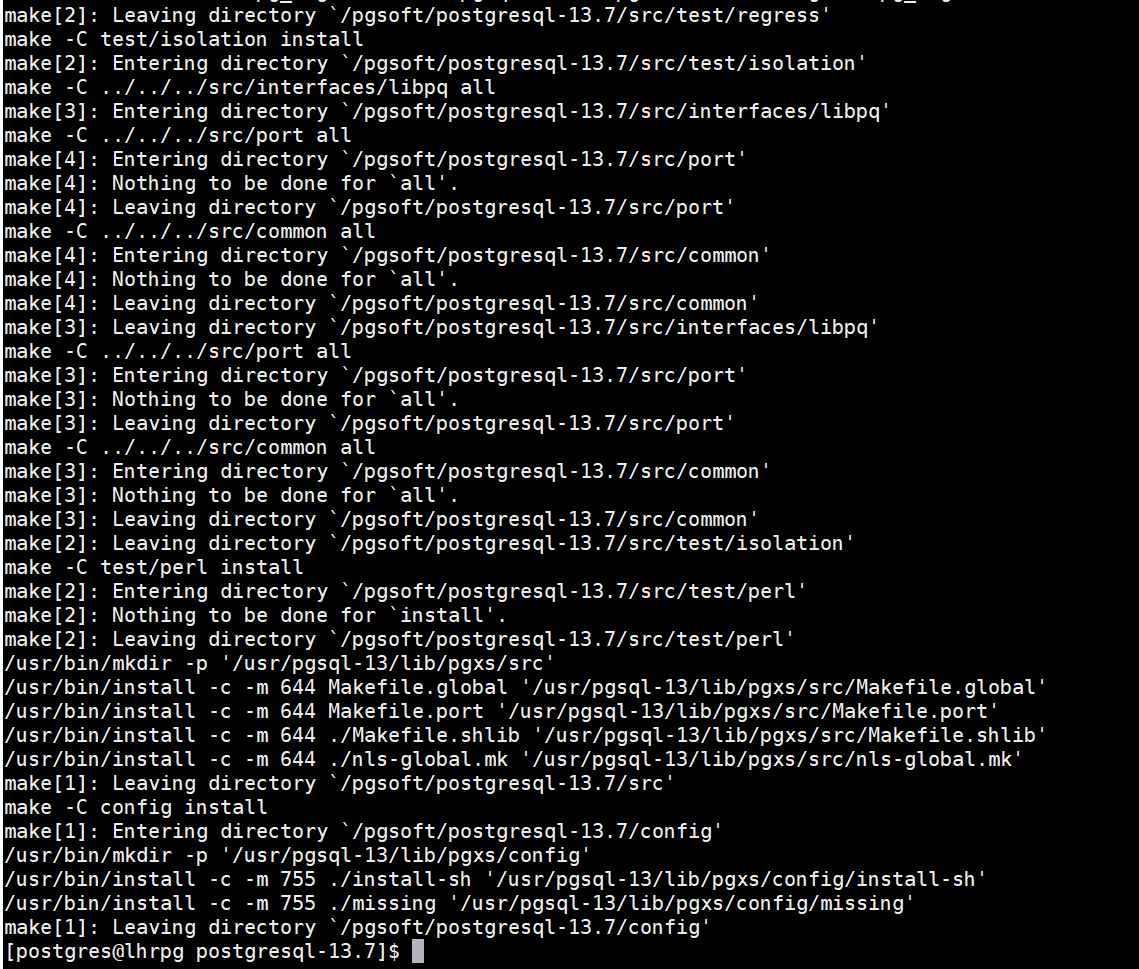 make[2]: Leaving directory `/pgsoft/postgresql-13.7/src/test/regress'
make -C test/isolation install
make[2]: Entering directory `/pgsoft/postgresql-13.7/src/test/isolation'
make -C ../../../src/interfaces/libpq all
make[3]: Entering directory `/pgsoft/postgresql-13.7/src/interfaces/libpq'
make -C ../../../src/port all
make[4]: Entering directory `/pgsoft/postgresql-13.7/src/port'
make[4]: Nothing to be done for `all'.
make[4]: Leaving directory `/pgsoft/postgresql-13.7/src/port'
make -C ../../../src/common all
make[4]: Entering directory `/pgsoft/postgresql-13.7/src/common'
make[4]: Nothing to be done for `all'.
make[4]: Leaving directory `/pgsoft/postgresql-13.7/src/common'
make[3]: Leaving directory `/pgsoft/postgresql-13.7/src/interfaces/libpq'
make -C ../../../src/port all
make[3]: Entering directory `/pgsoft/postgresql-13.7/src/port'
make[3]: Nothing to be done for `all'.
make[3]: Leaving directory `/pgsoft/postgresql-13.7/src/port'
make -C ../../../src/common all
make[3]: Entering directory `/pgsoft/postgresql-13.7/src/common'
make[3]: Nothing to be done for `all'.
make[3]: Leaving directory `/pgsoft/postgresql-13.7/src/common'
make[2]: Leaving directory `/pgsoft/postgresql-13.7/src/test/isolation'
make -C test/perl install
make[2]: Entering directory `/pgsoft/postgresql-13.7/src/test/perl'
make[2]: Nothing to be done for `install'.
make[2]: Leaving directory `/pgsoft/postgresql-13.7/src/test/perl'
/usr/bin/mkdir -p '/usr/pgsql-13/lib/pgxs/src'
/usr/bin/install -c -m 644 Makefile.global '/usr/pgsql-13/lib/pgxs/src/Makefile.global'
/usr/bin/install -c -m 644 Makefile.port '/usr/pgsql-13/lib/pgxs/src/Makefile.port'
/usr/bin/install -c -m 644 ./Makefile.shlib '/usr/pgsql-13/lib/pgxs/src/Makefile.shlib'
/usr/bin/install -c -m 644 ./nls-global.mk '/usr/pgsql-13/lib/pgxs/src/nls-global.mk'
make[1]: Leaving directory `/pgsoft/postgresql-13.7/src'
make -C config install
make[1]: Entering directory `/pgsoft/postgresql-13.7/config'
/usr/bin/mkdir -p '/usr/pgsql-13/lib/pgxs/config'
/usr/bin/install -c -m 755 ./install-sh '/usr/pgsql-13/lib/pgxs/config/install-sh'
/usr/bin/install -c -m 755 ./missing '/usr/pgsql-13/lib/pgxs/config/missing'
make[1]: Leaving directory `/pgsoft/postgresql-13.7/config'
[postgres@lhrpg postgresql-13.7]$